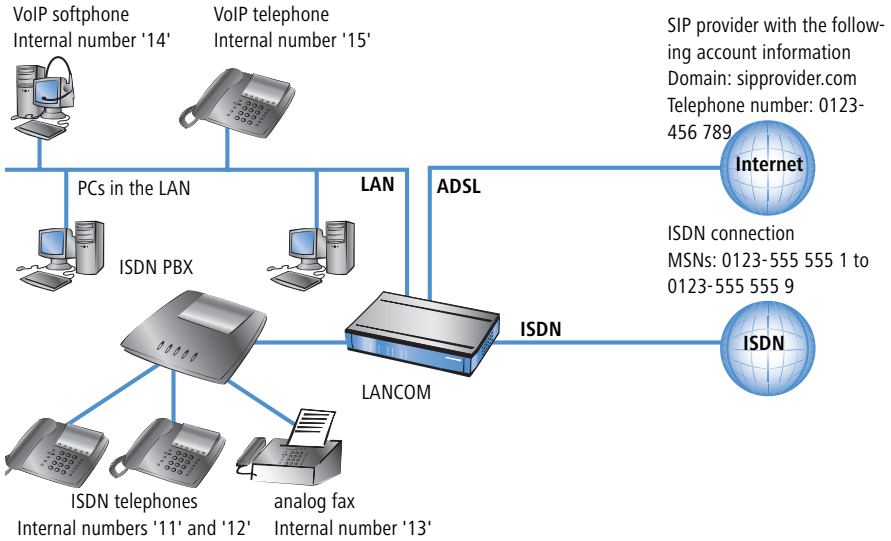 VoIP softphone
Internal number '14'
VoIP telephone
Internal number '15'
SIP provider with the follow-
ing account information
Domain: sipprovider.com
Telephone number: 0123-
456 789
Internet
PCs in the LAN
LAN
ADSL
ISDN PBX
ISDN connection
MSNs: 0123-555 555 1 to
0123-555 555 9
ISDN
ISDN
LANCOM
ISDN telephones
Internal numbers '11' and '12'
analog fax
Internal number '13'